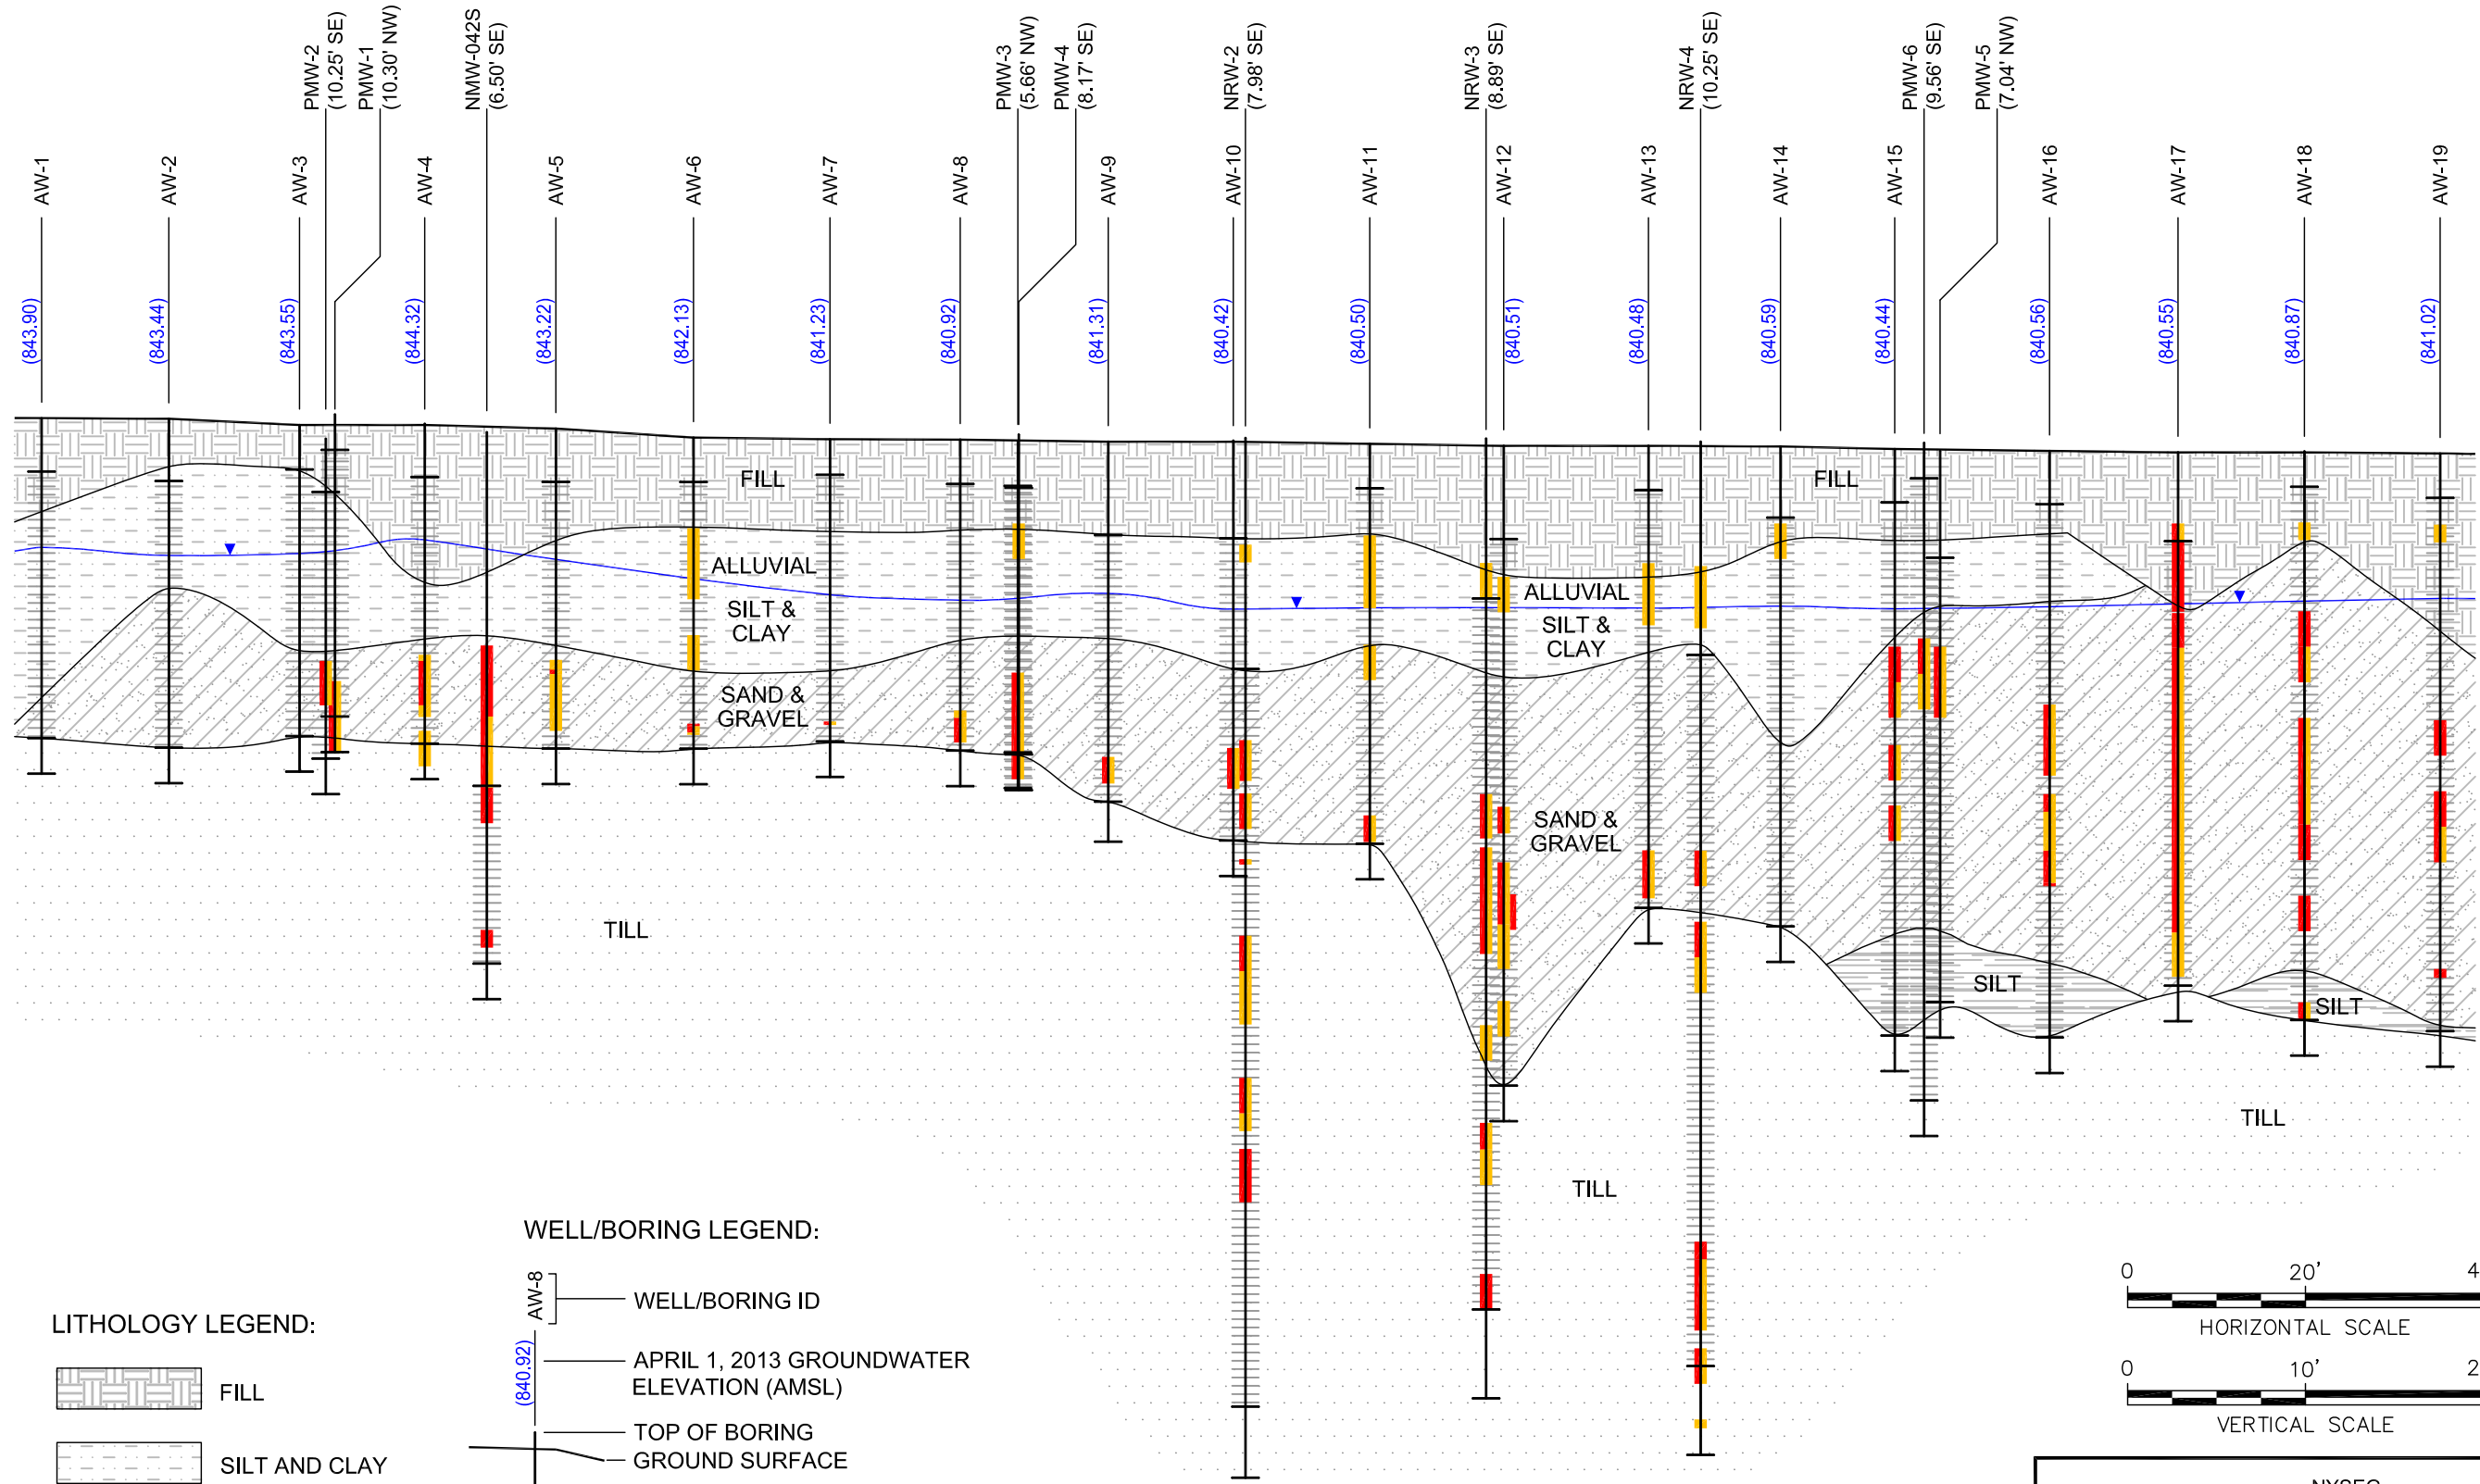 PMW-2
(10.25' SE)
PMW-1
(10.30' NW)
NMW-042S
(6.50' SE)
PMW-3
(5.66' NW)
PMW-4
(8.17' SE)
NRW-2
(7.98' SE)
NRW-3
(8.89' SE)
NRW-4
(10.25' SE)
PMW-6
(9.56' SE)
PMW-5
(7.04' NW)
AW-1
AW-2
AW-3
AW-4
AW-5
AW-6
AW-7
AW-8
AW-9
AW-10
AW-11
AW-12
AW-13
AW-14
AW-15
AW-16
AW-17
AW-18
AW-19
(843.90)
(843.44)
(843.55)
(844.32)
(843.22)
(842.13)
(841.23)
(840.92)
(841.31)
(840.42)
(840.50)
(840.51)
(840.48)
(840.59)
(840.44)
(840.56)
(840.55)
(840.87)
(841.02)
FILL
FILL
ALLUVIAL
SILT &
CLAY
ALLUVIAL
SILT &
CLAY
SAND &
GRAVEL
SAND &
GRAVEL
TILL
SILT
SILT
TILL
TILL
WELL/BORING LEGEND:
AW-8
WELL/BORING ID
(840.92)
APRIL 1, 2013 GROUNDWATER
ELEVATION (AMSL)
TOP OF BORING
GROUND SURFACE
LITHOLOGY LEGEND:
FILL
SILT AND CLAY
0 20' 4
HORIZONTAL SCALE
0 10' 2
VERTICAL SCALE